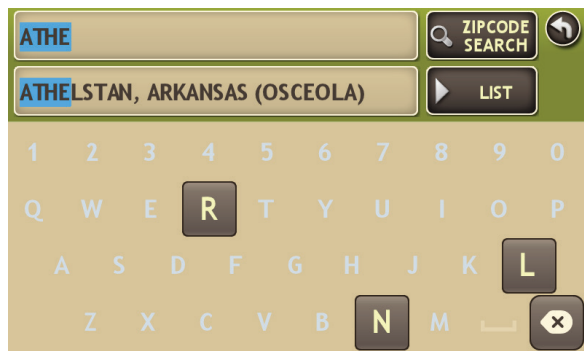 ATHE
ZIPCODE
SEARCH
ATHELSTAN, ARKANSAS (OSCEOLA)
LIST
1 2 3 4 5 6 7 8 9 0
Q W E R T Y U I O P
A S D F G H J K L
Z X C V B N M